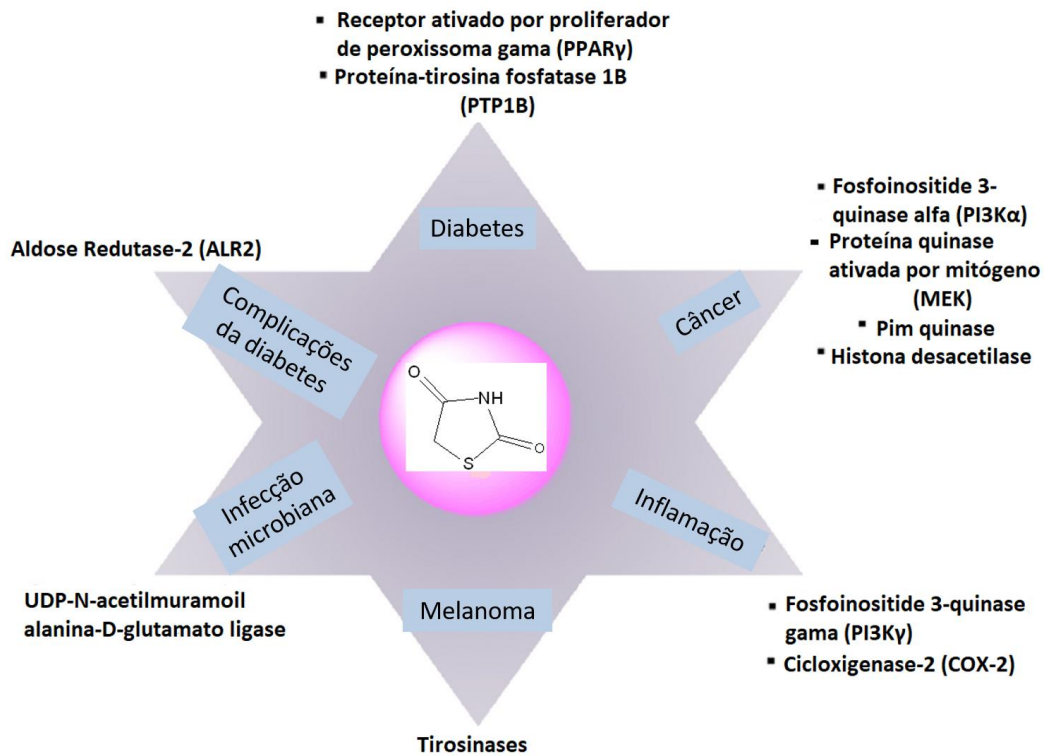 ▪ Receptor ativado por proliferador
de peroxissoma gama (PPARγ)
▪ Proteína-tirosina fosfatase 1B
(PTP1B)
Diabetes
Aldose Redutase-2 (ALR2)
Complicações
da diabetes
▪ Fosfoinositide 3-
quinase alfa (PI3Kα)
▪ Proteína quinase
ativada por mitógeno
(MEK)
▪ Pim quinase
▪ Histona desacetilase
Câncer
O
NH
O
S
Infecção
microbiana
UDP-N-acetilmuramoil
alanina-D-glutamato ligase
Inflamação
▪ Fosfoinositide 3-quinase
gama (PI3Kγ)
▪ Cicloxigenase-2 (COX-2)
Melanoma
Tirosinases